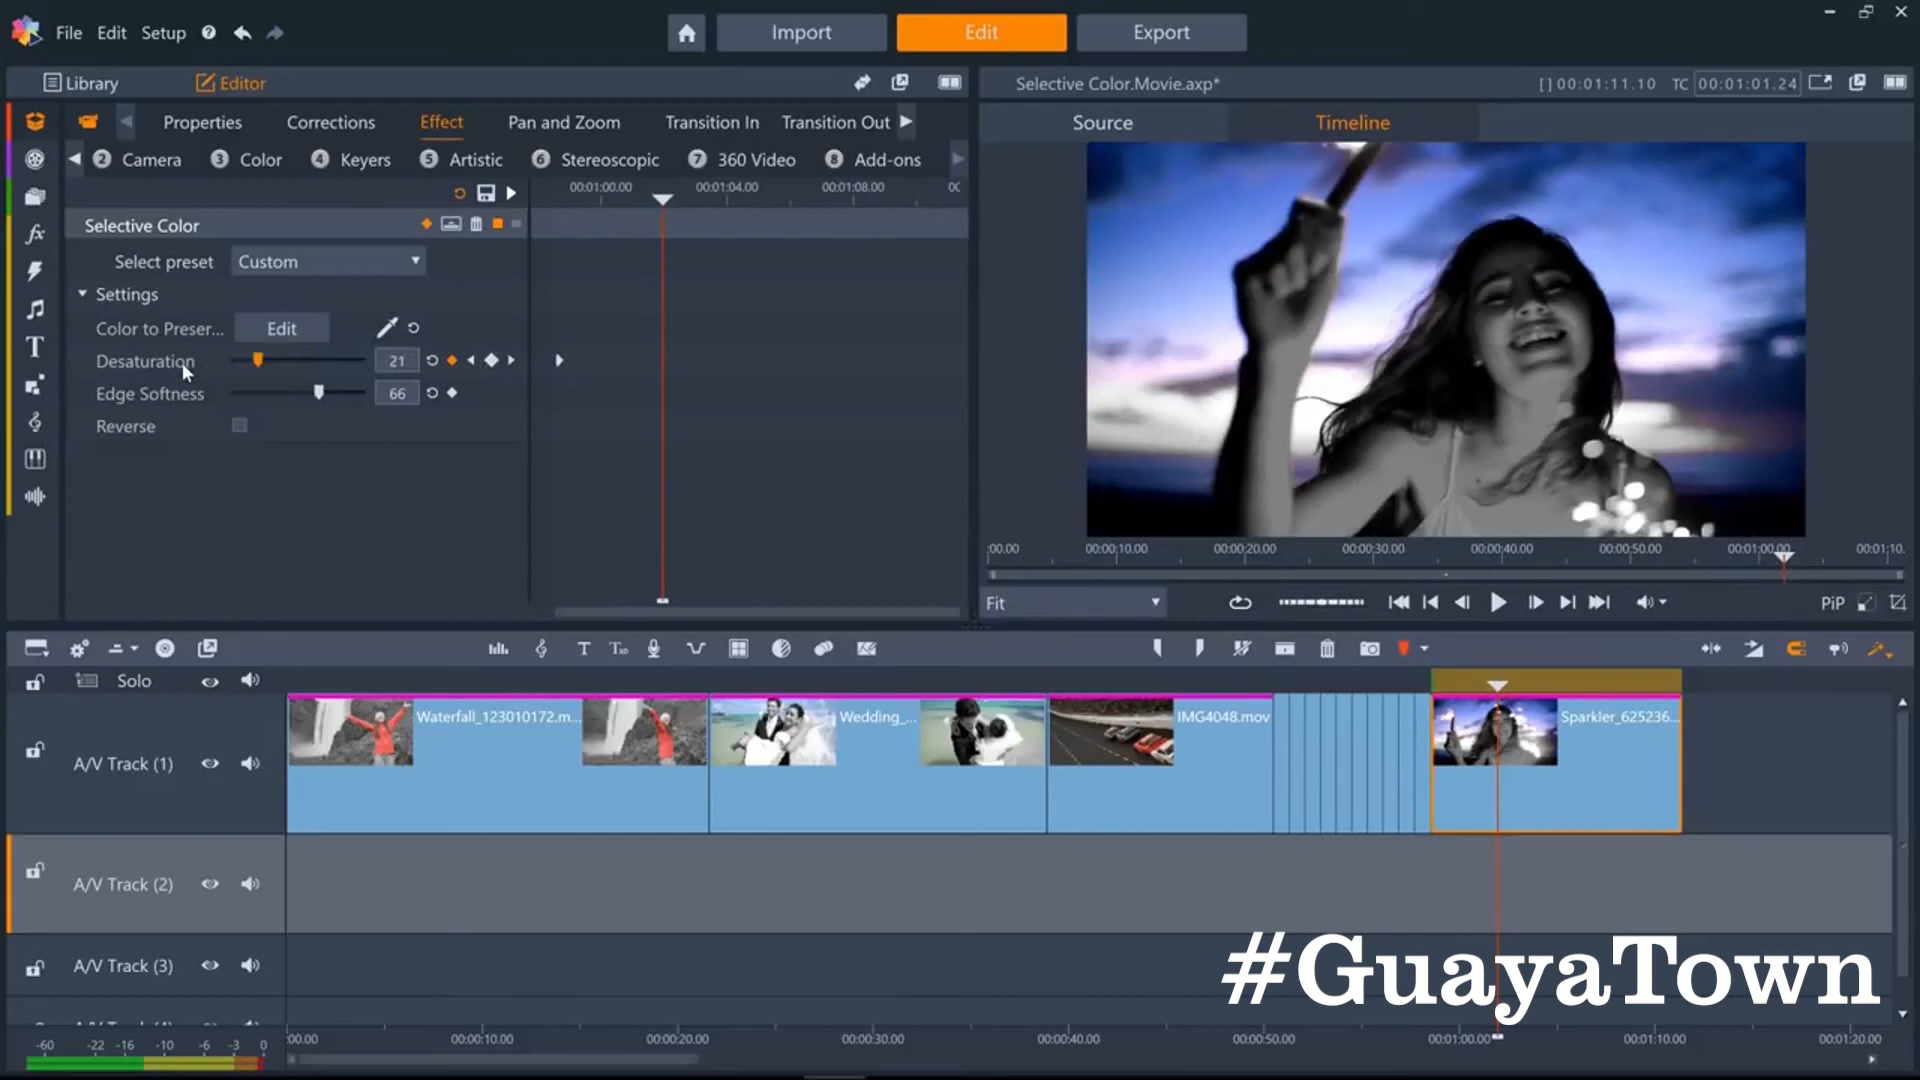 File Edit Setup ? Import Edit Export
Library Editor Selective Color.Movie.axp* [ ] 00:01:11.10 TC 00:01:01.24
Properties Corrections Effect Pan and Zoom Transition In Transition Out Source Timeline
2 Camera 3 Color 4 Keyers 5 Artistic 6 Stereoscopic 7 360 Video 8 Add-ons
00:01:00.00 00:01:04.00 00:01:08.00 00
Selective Color
Select preset Custom
Settings
Color to Preser... Edit
Desaturation 21
Edge Softness 66
Reverse
:00.00 00:00:10.00 00:00:20.00 00:00:30.00 00:00:40.00 00:00:50.00 00:01:00.00 00:01:10.
Fit PiP
Solo
A/V Track (1) Waterfall_123010172.m... Wedding_... IMG4048.mov Sparkler_625236...
A/V Track (2)
A/V Track (3)
#GuayaTown
:00.00 00:00:10.00 00:00:20.00 00:00:30.00 00:00:40.00 00:00:50.00 00:01:00.00 00:01:10.00 00:01:20.00
-60 -22 -16 -10 -6 -3 0